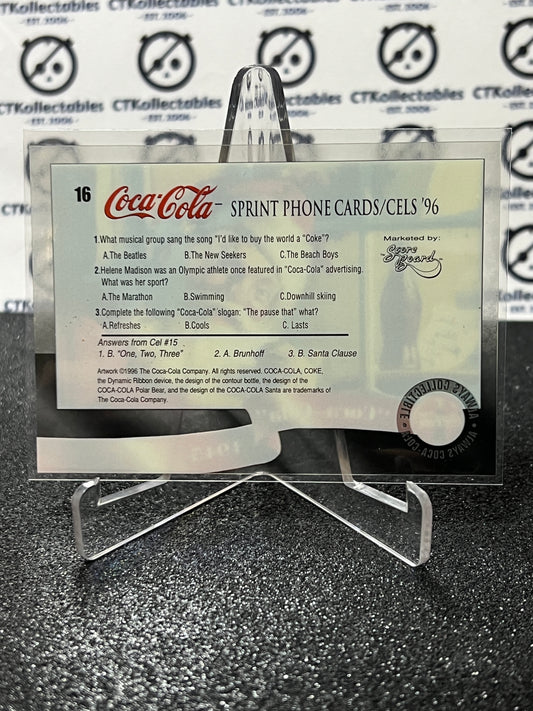 CTKollectables
EST. 2006
16 Coca-Cola™ SPRINT PHONE CARDS/CELS '96
Marketed by:
Score Board™
1.What musical group sang the song "I'd like to buy the world a "Coke"?
A.The Beatles B.The New Seekers C.The Beach Boys
2.Helene Madison was an Olympic athlete once featured in "Coca-Cola" advertising.
What was her sport?
A.The Marathon B.Swimming C.Downhill skiing
3.Complete the following "Coca-Cola" slogan: "The pause that" what?
A.Refreshes B.Cools C. Lasts
Answers from Cel #15
1. B. "One, Two, Three" 2. A. Brunhoff 3. B. Santa Clause
Artwork ©1996 The Coca-Cola Company. All rights reserved. COCA-COLA, COKE,
the Dynamic Ribbon device, the design of the contour bottle, the design of
COCA-COLA Polar Bear, and the design of the COCA-COLA Santa are trademarks of
The Coca-Cola Company.
ALWAYS COLLECTIBLE • ALWAYS COCA-COLA •